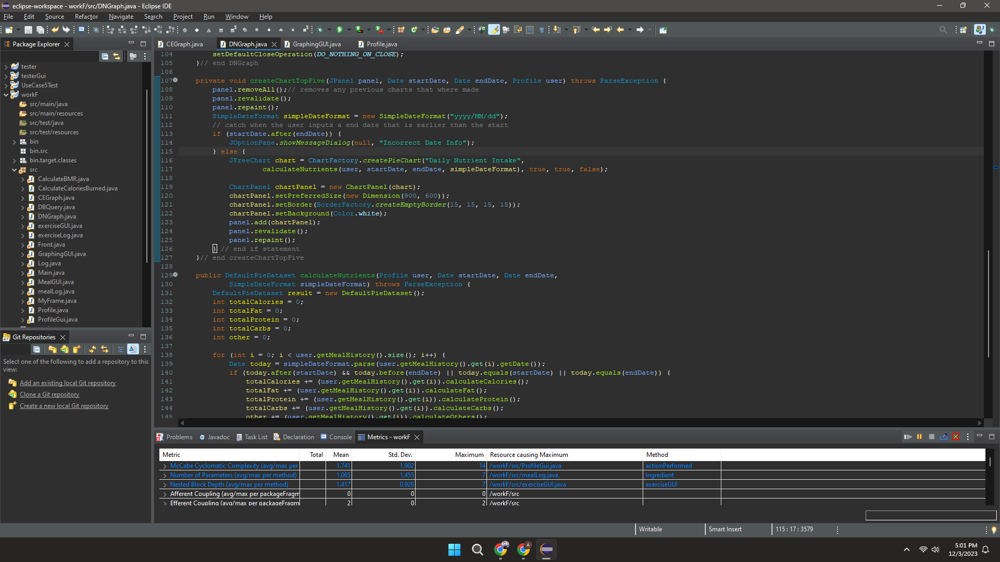 eclipse-workspace - workF/src/DNGraph.java - Eclipse IDE
File Edit Source Refactor Navigate Search Project Run Window Help
Package Explorer
tester
testerGui
UseCase5Test
workF
src/main/java
src/main/resources
src/test/java
src/test/resources
bin
bin.src
bin.target.classes
src
CalculateBMR.java
CalculateCaloriesBurned.java
CEGraph.java
DBQuery.java
DNGraph.java
exerciseGUI.java
exerciseLog.java
Front.java
GraphingGUI.java
Log.java
Main.java
MealGUI.java
mealLog.java
MyFrame.java
Profile.java
ProfileGui.java
Git Repositories
Select one of the following to add a repository to this
view:
Add an existing local Git repository
Clone a Git repository
Create a new local Git repository
CEGraph.java DNGraph.java GraphingGUI.java Profile.java
104 setDefaultCloseOperation(DO_NOTHING_ON_CLOSE);
105 }// end DNGraph
106
107 private void createChartTopFive(JPanel panel, Date startDate, Date endDate, Profile user) throws ParseException {
108 panel.removeAll();// removes any previous charts that where made
109 panel.revalidate();
110 panel.repaint();
111 SimpleDateFormat simpleDateFormat = new SimpleDateFormat("yyyy/MM/dd");
112 // catch when the user inputs a end date that is earlier than the start
113 if (startDate.after(endDate)) {
114 JOptionPane.showMessageDialog(null, "Incorrect Date Info");
115 } else {
116 JFreeChart chart = ChartFactory.createPieChart("Daily Nutrient Intake",
117 calculateNutrients(user, startDate, endDate, simpleDateFormat), true, true, false);
118
119 ChartPanel chartPanel = new ChartPanel(chart);
120 chartPanel.setPreferredSize(new Dimension(900, 600));
121 chartPanel.setBorder(BorderFactory.createEmptyBorder(15, 15, 15, 15));
122 chartPanel.setBackground(Color.white);
123 panel.add(chartPanel);
124 panel.revalidate();
125 panel.repaint();
126 } // end if statement
127 }// end createChartTopFive
128
129 public DefaultPieDataset calculateNutrients(Profile user, Date startDate, Date endDate,
130 SimpleDateFormat simpleDateFormat) throws ParseException {
131 DefaultPieDataset result = new DefaultPieDataset();
132 int totalCalories = 0;
133 int totalFat = 0;
134 int totalProtein = 0;
135 int totalCarbs = 0;
136 int other = 0;
137
138 for (int i = 0; i < user.getMealHistory().size(); i++) {
139 Date today = simpleDateFormat.parse(user.getMealHistory().get(i).getDate());
140 if (today.after(startDate) && today.before(endDate) || today.equals(startDate) || today.equals(endDate)) {
141 totalCalories += (user.getMealHistory().get(i)).calculateCalories();
142 totalFat += (user.getMealHistory().get(i)).calculateFat();
143 totalProtein += (user.getMealHistory().get(i)).calculateProtein();
144 totalCarbs += (user.getMealHistory().get(i)).calculateCarbs();
145 other += (user.getMealHistory().get(i)).calculateOthers();
Problems Javadoc Task List Declaration Console Metrics - workF
Metric Total Mean Std. Dev. Maximum Resource causing Maximum Method
McCabe Cyclomatic Complexity (avg/max per 1.741 1.902 14 /workF/src/ProfileGui.java actionPerformed
Number of Parameters (avg/max per method) 1.065 1.455 7 /workF/src/mealLog.java Ingredient
Nested Block Depth (avg/max per method) 1.417 0.928 7 /workF/src/exerciseGUI.java exerciseGUI
Afferent Coupling (avg/max per packageFragm 0 0 0 /workF/src
Efferent Coupling (avg/max per packageFragm 2 0 2 /workF/src
Writable Smart Insert 115 : 17 : 3579
A
5:01 PM
12/3/2023